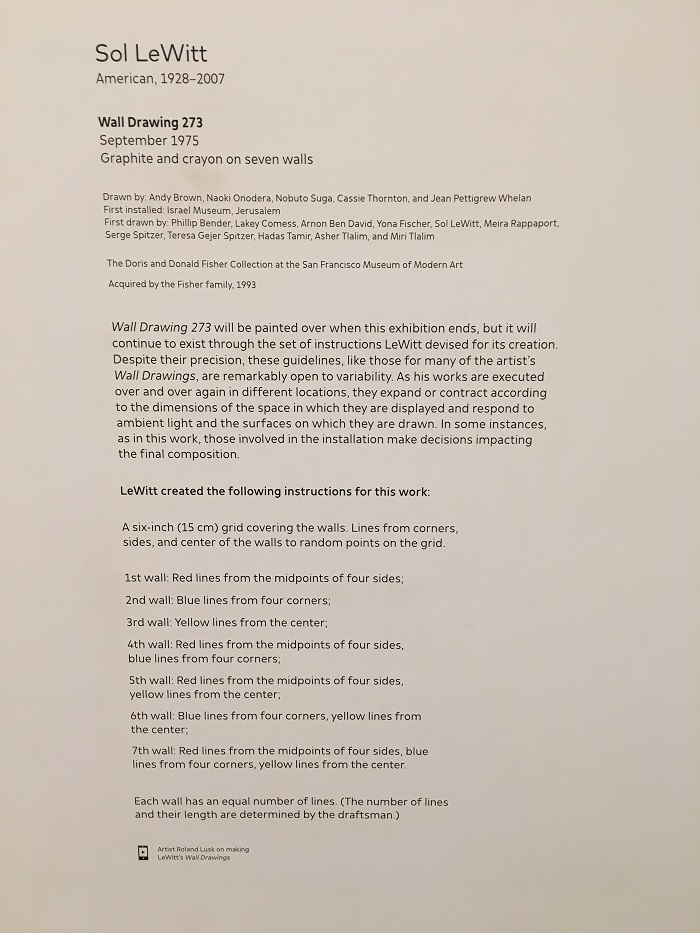 Sol LeWitt
American, 1928–2007
Wall Drawing 273
September 1975
Graphite and crayon on seven walls
Drawn by: Andy Brown, Naoki Onodera, Nobuto Suga, Cassie Thornton, and Jean Pettigrew Whelan
First installed: Israel Museum, Jerusalem
First drawn by: Phillip Bender, Lakey Comess, Arnon Ben David, Yona Fischer, Sol LeWitt, Meira Rappaport,
Serge Spitzer, Teresa Gejer Spitzer, Hadas Tamir, Asher Tlalim, and Miri Tlalim
The Doris and Donald Fisher Collection at the San Francisco Museum of Modern Art
Acquired by the Fisher family, 1993
Wall Drawing 273 will be painted over when this exhibition ends, but it will
continue to exist through the set of instructions LeWitt devised for its creation.
Despite their precision, these guidelines, like those for many of the artist's
Wall Drawings, are remarkably open to variability. As his works are executed
over and over again in different locations, they expand or contract according
to the dimensions of the space in which they are displayed and respond to
ambient light and the surfaces on which they are drawn. In some instances,
as in this work, those involved in the installation make decisions impacting
the final composition.
LeWitt created the following instructions for this work:
A six-inch (15 cm) grid covering the walls. Lines from corners,
sides, and center of the walls to random points on the grid.
1st wall: Red lines from the midpoints of four sides;
2nd wall: Blue lines from four corners;
3rd wall: Yellow lines from the center;
4th wall: Red lines from the midpoints of four sides,
blue lines from four corners;
5th wall: Red lines from the midpoints of four sides,
yellow lines from the center;
6th wall: Blue lines from four corners, yellow lines from
the center;
7th wall: Red lines from the midpoints of four sides, blue
lines from four corners, yellow lines from the center.
Each wall has an equal number of lines. (The number of lines
and their length are determined by the draftsman.)
Artist Roland Lusk on making
LeWitt's Wall Drawings